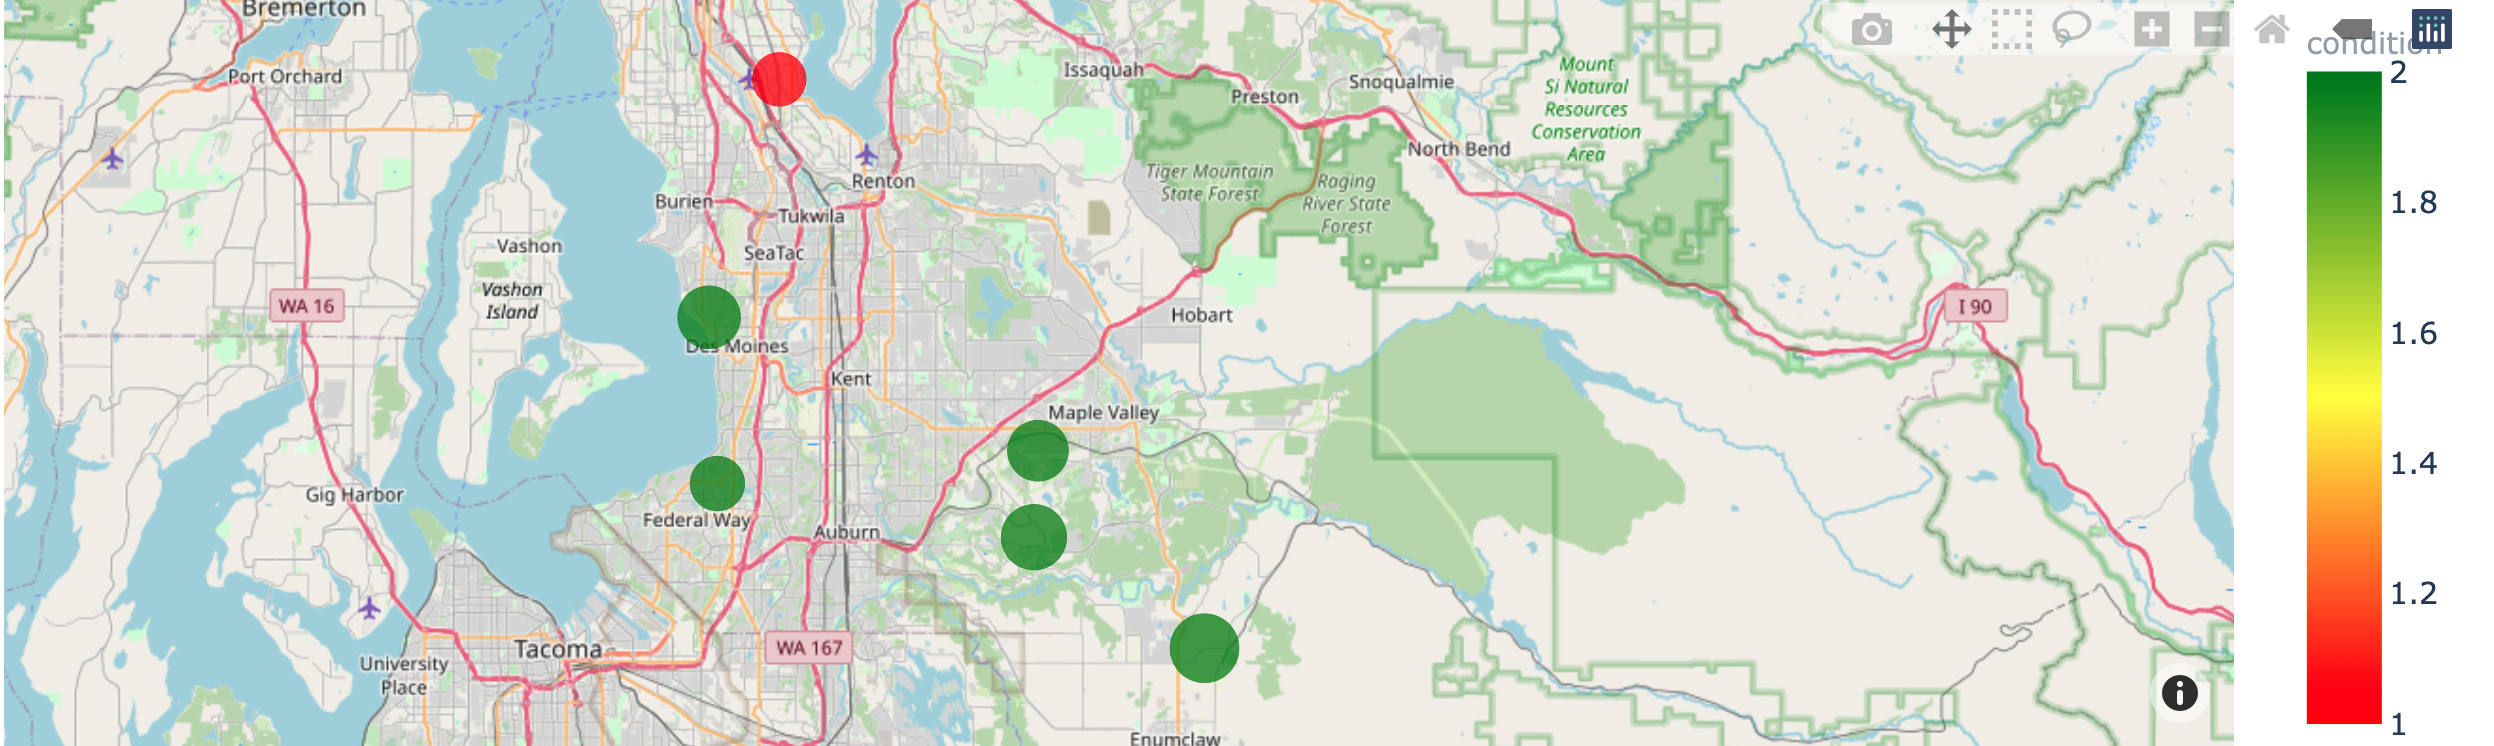 Bremerton
Port Orchard
Issaquah
Preston
Snoqualmie
Mount
Si Natural
Resources
Conservation
Area
North Bend
Tiger Mountain
State Forest
Raging
River State
Forest
Renton
Burien
Tukwila
SeaTac
Vashon
Vashon
Island
WA 16
I 90
Hobart
Des Moines
Kent
Maple Valley
Gig Harbor
Federal Way
Auburn
WA 167
Tacoma
University
Place
Enumclaw
condition
2
1.8
1.6
1.4
1.2
1